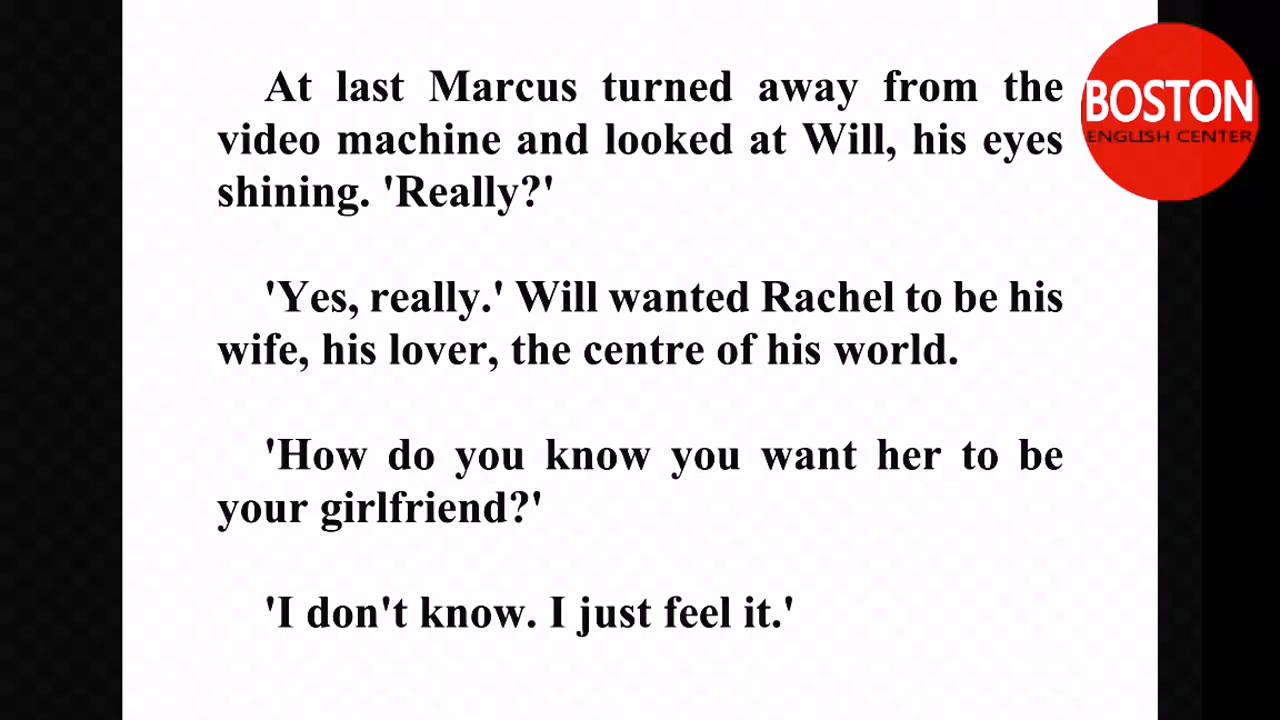 At last Marcus turned away from the
video machine and looked at Will, his eyes
shining. 'Really?'
'Yes, really.' Will wanted Rachel to be his
wife, his lover, the centre of his world.
'How do you know you want her to be
your girlfriend?'
'I don't know. I just feel it.'
BOSTON
ENGLISH CENTER